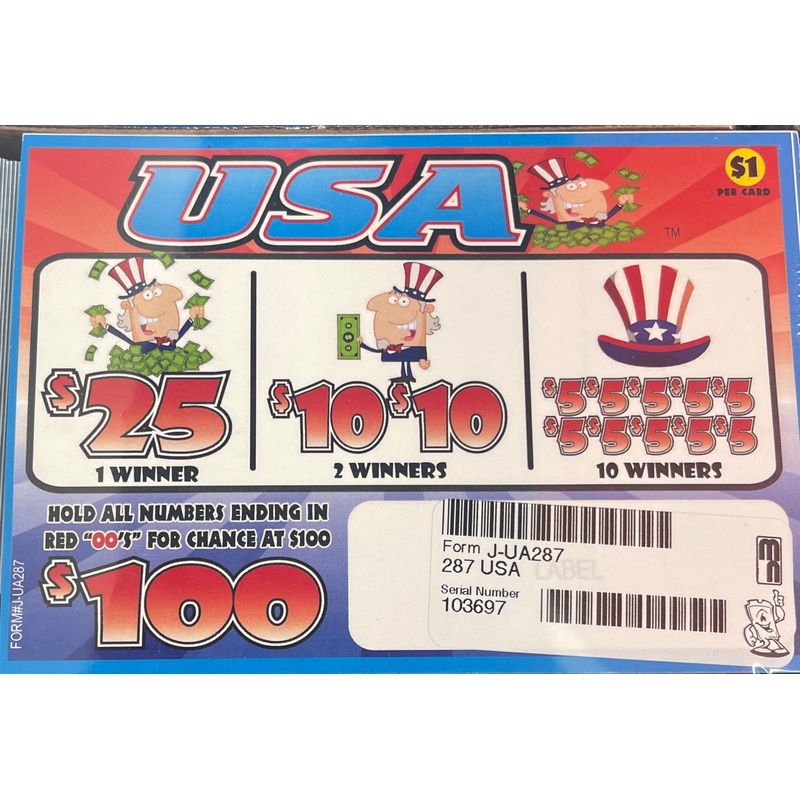 USA
$1
PER CARD
TM
$25
1 WINNER
$10 $10
2 WINNERS
$5 $5 $5 $5 $5
$5 $5 $5 $5 $5
10 WINNERS
HOLD ALL NUMBERS ENDING IN
RED "00'S" FOR CHANCE AT $100
$100
FORM#J-UA287
Form J-UA287
287 USA
LABEL
Serial Number
103697